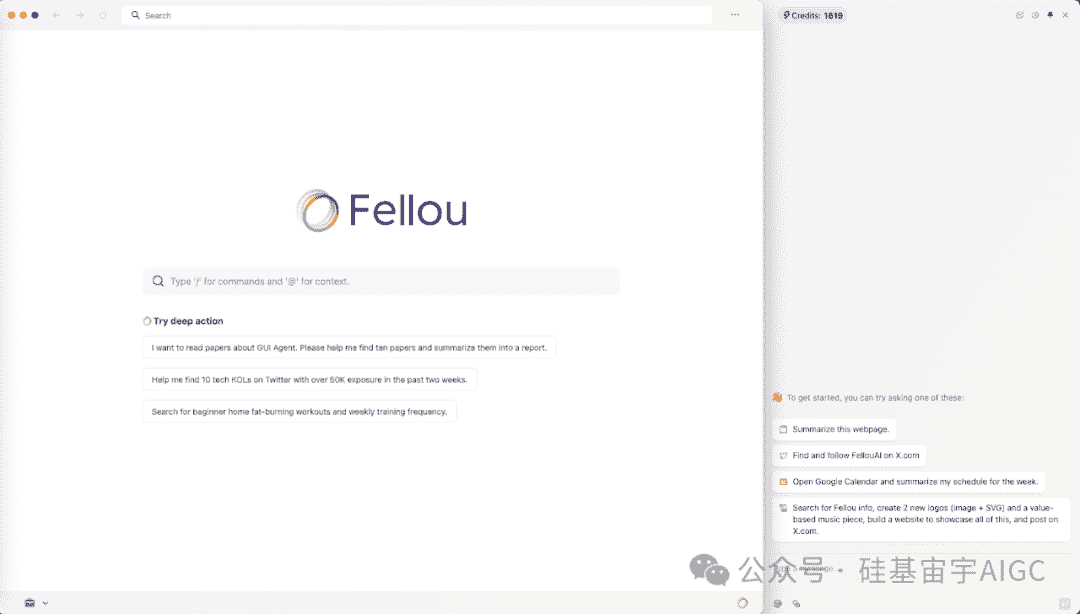 Search
Credits: 1619
Fellou
Type '/' for commands and '@' for context.
Try deep action
I want to read papers about GUI Agent. Please help me find ten papers and summarize them into a report.
Help me find 10 tech KOLs on Twitter with over 50K exposure in the past two weeks.
Search for beginner home fat-burning workouts and weekly training frequency.
To get started, you can try asking one of these:
Summarize this webpage.
Find and follow FellouAI on X.com
Open Google Calendar and summarize my schedule for the week.
Search for Fellou info, create 2 new logos (image + SVG) and a value-
based music piece, build a website to showcase all of this, and post on
X.com.
公众号 · 硅基宙宇AIGC